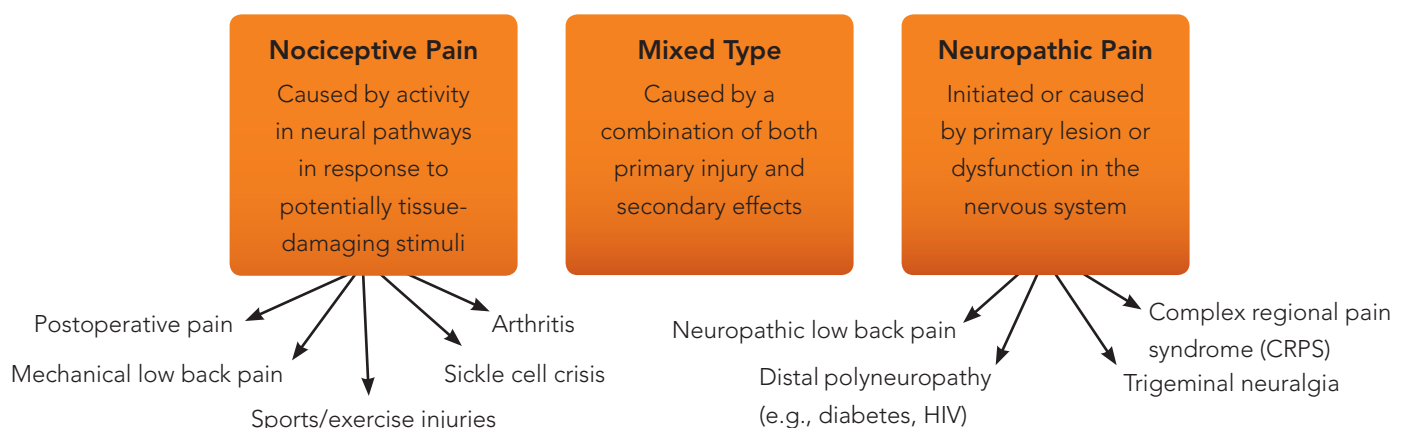 Nociceptive Pain
Caused by activity
in neural pathways
in response to
potentially tissue-
damaging stimuli
Mixed Type
Caused by a
combination of both
primary injury and
secondary effects
Neuropathic Pain
Initiated or caused
by primary lesion or
dysfunction in the
nervous system
Postoperative pain
Mechanical low back pain
Sports/exercise injuries
Sickle cell crisis
Arthritis
Neuropathic low back pain
Distal polyneuropathy
(e.g., diabetes, HIV)
Trigeminal neuralgia
Complex regional pain
syndrome (CRPS)